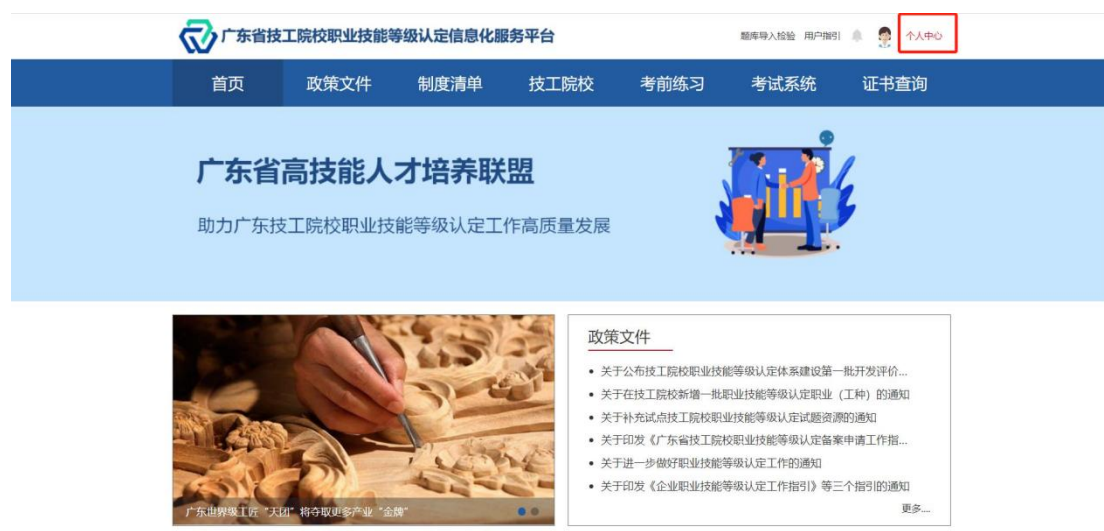 广东省技工院校职业技能等级认定信息化服务平台
题库导入检验 用户指引 个人中心
首页 政策文件 制度清单 技工院校 考前练习 考试系统 证书查询
广东省高技能人才培养联盟
助力广东技工院校职业技能等级认定工作高质量发展
政策文件
关于公布技工院校职业技能等级认定体系建设第一批开发评价...
关于在技工院校新增一批职业技能等级认定职业（工种）的通知
关于补充试点技工院校职业技能等级认定试题资源的通知
关于印发《广东省技工院校职业技能等级认定备案申请工作指...
关于进一步做好职业技能等级认定工作的通知
关于印发《企业职业技能等级认定工作指引》等三个指引的通知
更多...
广东世界级工匠“天团”将夺取更多产业“金牌”